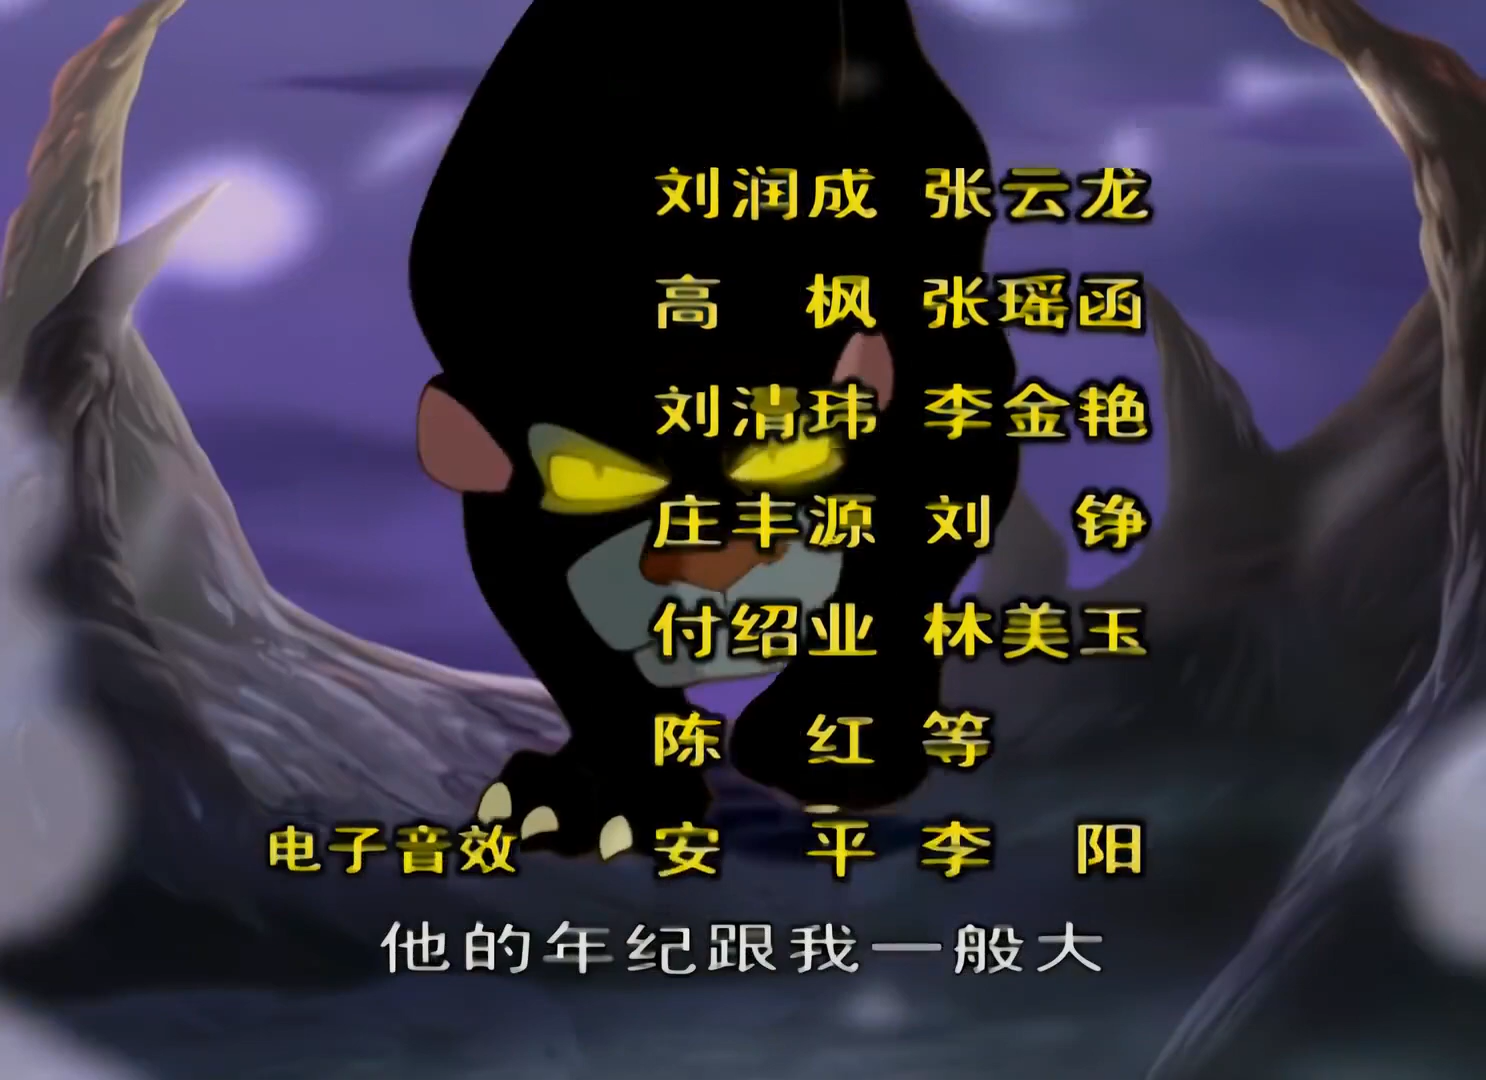 刘润成 张云龙
高 枫 张瑶函
刘清玮 李金艳
庄丰源 刘 铮
付绍业 林美玉
陈 红 等
电子音效 安 平 李 阳
他的年纪跟我一般大